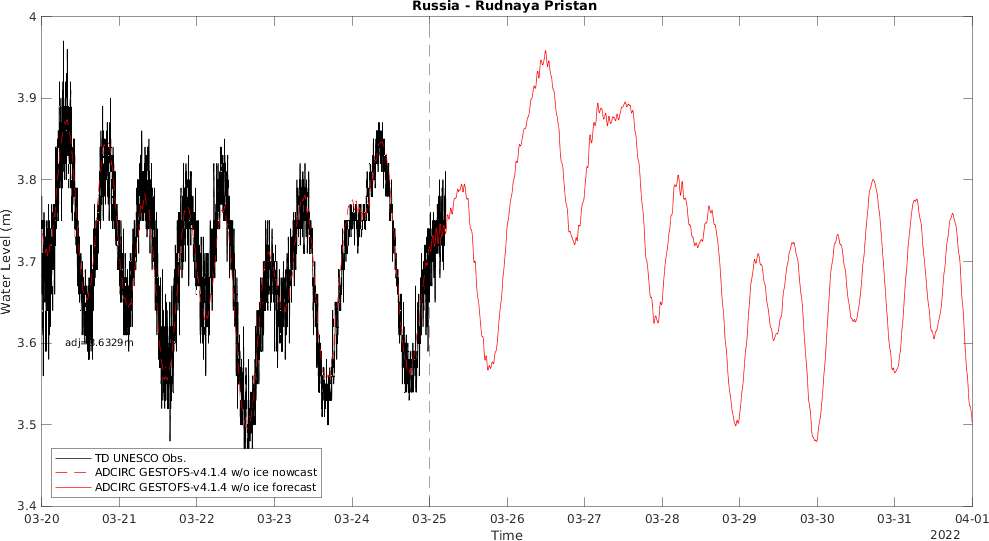 Russia - Rudnaya Pristan
4
3.9
3.8
3.7
3.6
3.5
3.4
Water Level (m)
adj=3.6329m
TD UNESCO Obs.
ADCIRC GESTOFS-v4.1.4 w/o ice nowcast
ADCIRC GESTOFS-v4.1.4 w/o ice forecast
03-20 03-21 03-22 03-23 03-24 03-25 03-26 03-27 03-28 03-29 03-30 03-31 04-01
Time
2022